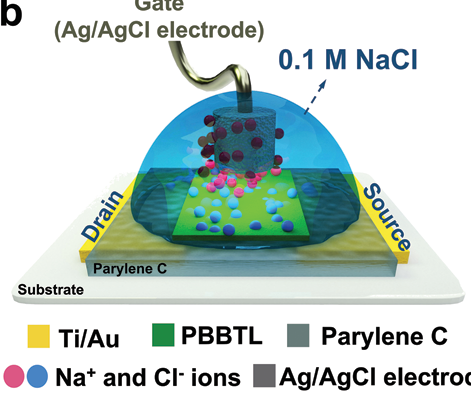 b
Gate
(Ag/AgCl electrode)
0.1 M NaCl
Drain
Source
Parylene C
Substrate
Ti/Au
PBBTL
Parylene C
Na⁺ and Cl⁻ ions
Ag/AgCl electrod